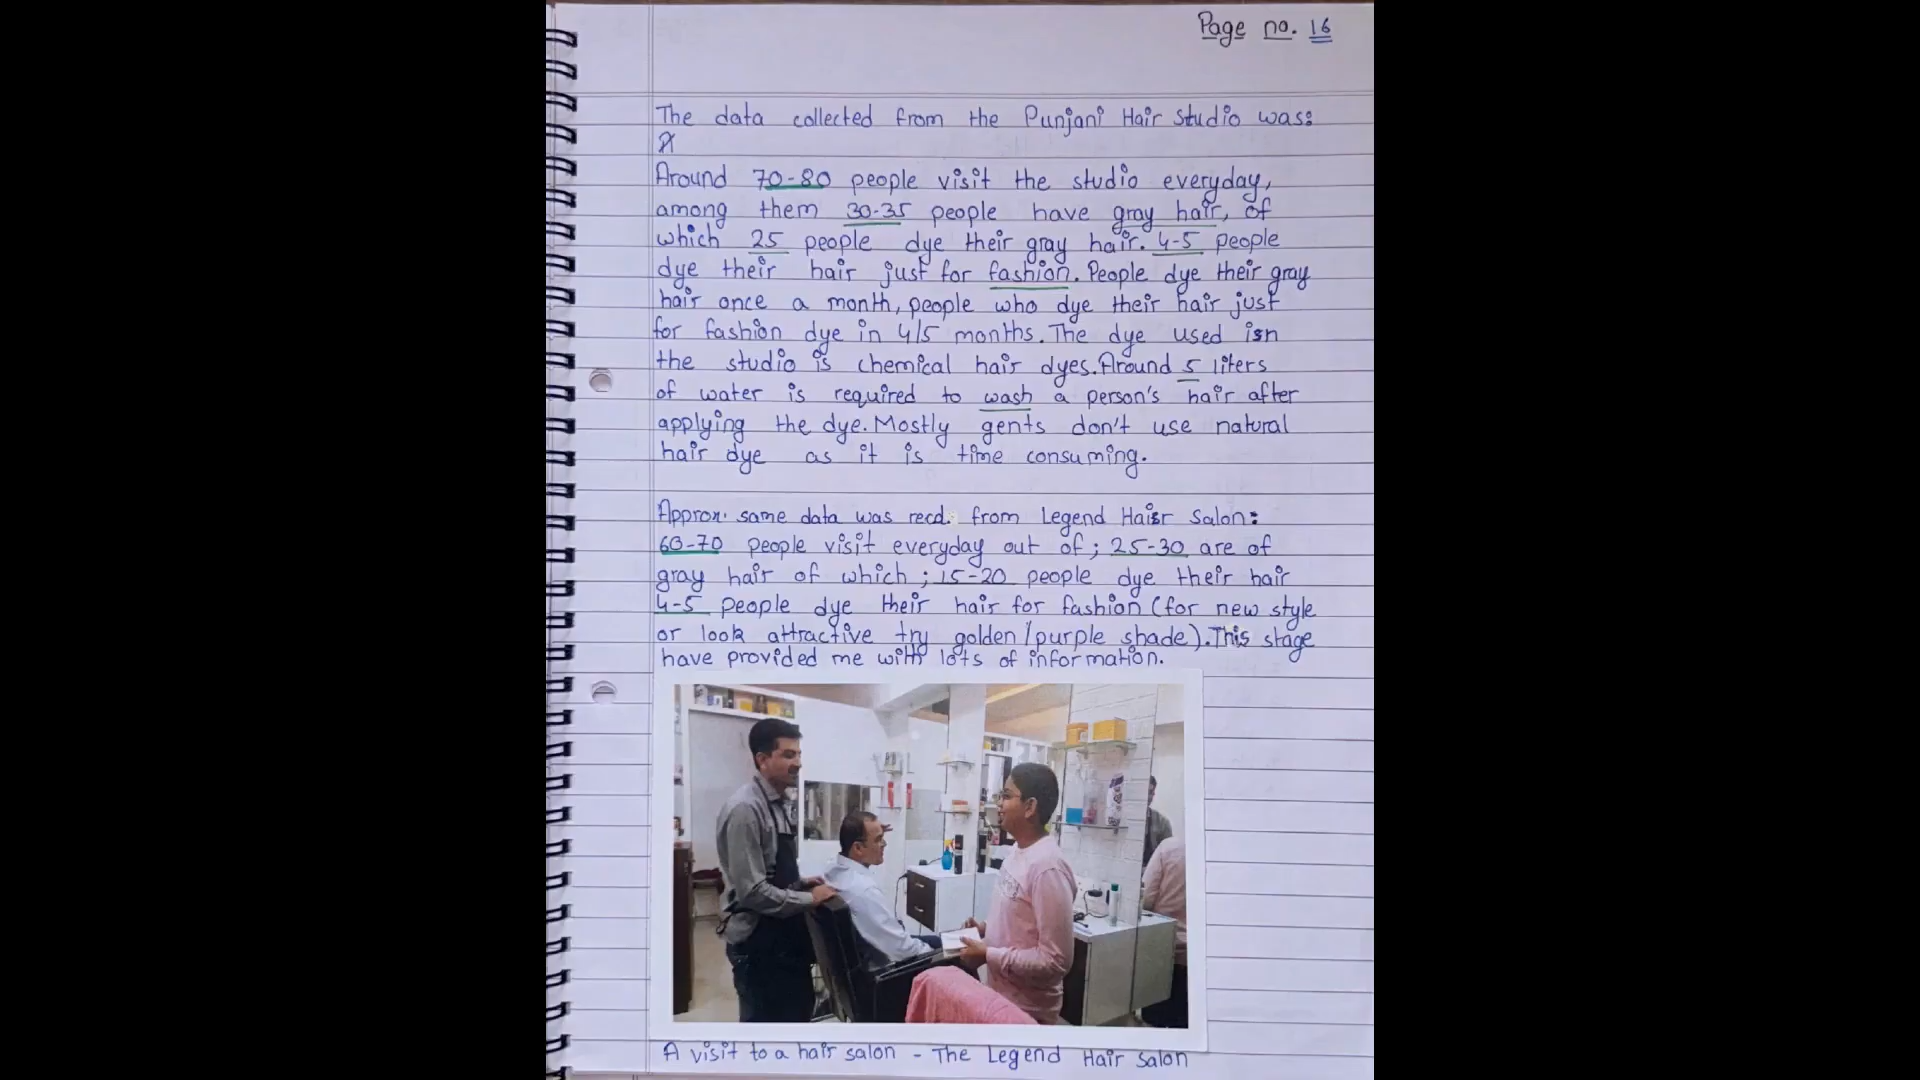 Page no. 16
The data collected from the Punjani Hair Studio was:
Around 70-80 people visit the studio everyday,
among them 30-35 people have gray hair, of
which 25 people dye their gray hair. 4-5 people
dye their hair just for fashion. People dye their gray
hair once a month, people who dye their hair just
for fashion dye in 4/5 months. The dye used in
the studio is chemical hair dyes. Around 5 liters
of water is required to wash a person's hair after
applying the dye. Mostly gents don't use natural
hair dye as it is time consuming.
Approx. same data was recd. from Legend Hair Salon:
60-70 people visit everyday out of; 25-30 are of
gray hair of which; 15-20 people dye their hair
4-5 people dye their hair for fashion (for new style
or look attractive try golden/purple shade). This stage
have provided me with lots of information.
A visit to a hair salon - The Legend Hair Salon